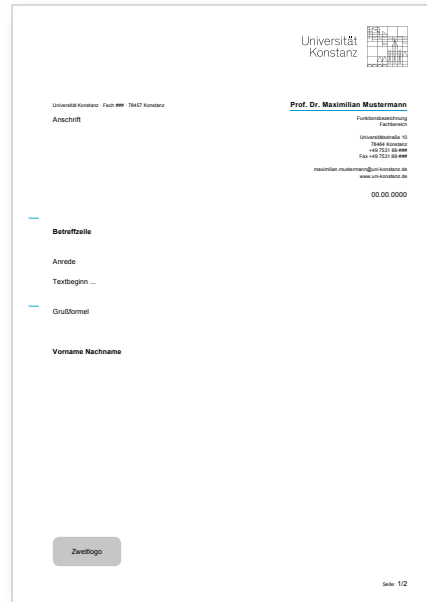 Universität
Konstanz
Universität Konstanz · Fach ### · 78457 Konstanz
Anschrift
Prof. Dr. Maximilian Mustermann
Funktionsbezeichnung
Fachbereich
Universitätsstraße 10
78464 Konstanz
+49 7531 88-###
Fax +49 7531 88-###
maximilian.mustermann@uni-konstanz.de
www.uni-konstanz.de
00.00.0000
Betreffzeile
Anrede
Textbeginn ...
Grußformel
Vorname Nachname
Zweitlogo
Seite: 1/2